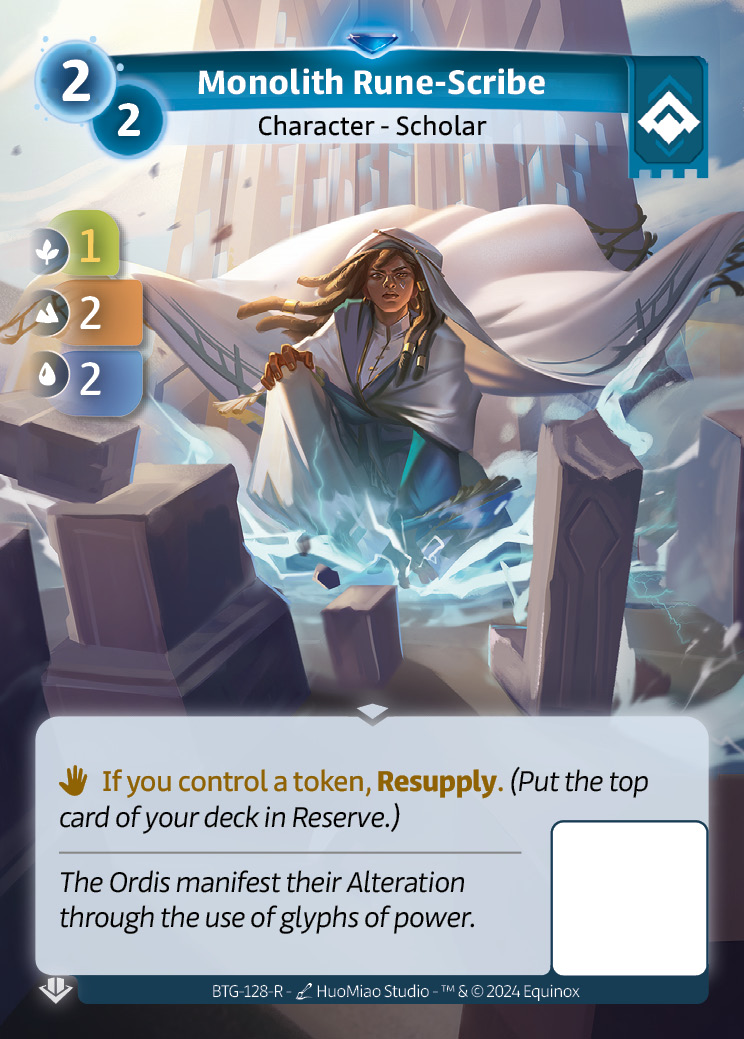 2
Monolith Rune-Scribe
2
Character - Scholar
1
2
2
If you control a token, Resupply. (Put the top
card of your deck in Reserve.)
The Ordis manifest their Alteration
through the use of glyphs of power.
BTG-128-R - HuoMiao Studio - ™ & © 2024 Equinox